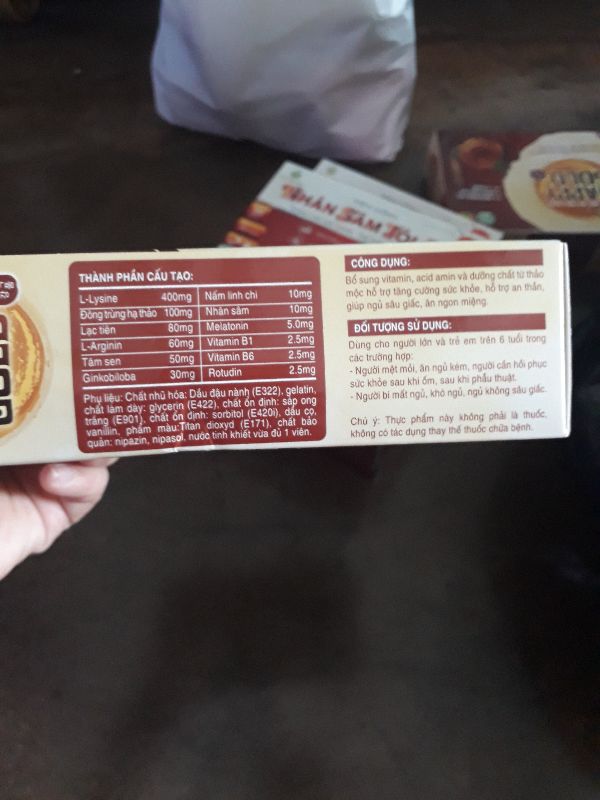 NHÂN SÂM
THÀNH PHẦN CẤU TẠO:
L-Lysine 400mg Nấm linh chi 10mg
Đông trùng hạ thảo 100mg Nhân sâm 10mg
Lạc tiên 80mg Melatonin 5.0mg
L-Arginin 60mg Vitamin B1 2.5mg
Tâm sen 50mg Vitamin B6 2.5mg
Ginkobiloba 30mg Rotudin 2.5mg
Phụ liệu: Chất nhũ hóa: Dầu đậu nành (E322), gelatin,
chất làm dày: glycerin (E422), chất ổn định: sáp ong
trắng (E901), chất ổn định: sorbitol (E420i), dầu cọ,
vanillin, phẩm màu:Titan dioxyd (E171), chất bảo
quản: nipazin, nipasol, nước tinh khiết vừa đủ 1 viên.
CÔNG DỤNG:
Bổ sung vitamin, acid amin và dưỡng chất từ thảo
mộc hỗ trợ tăng cường sức khỏe, hỗ trợ an thần,
giúp ngủ sâu giấc, ăn ngon miệng.
ĐỐI TƯỢNG SỬ DỤNG:
Dùng cho người lớn và trẻ em trên 6 tuổi trong
các trường hợp:
- Người mệt mỏi, ăn ngủ kém, người cần hồi phục
sức khỏe sau khi ốm, sau khi phẫu thuật.
- Người bị mất ngủ, khó ngủ, ngủ không sâu giấc.
Chú ý: Thực phẩm này không phải là thuốc,
không có tác dụng thay thế thuốc chữa bệnh.